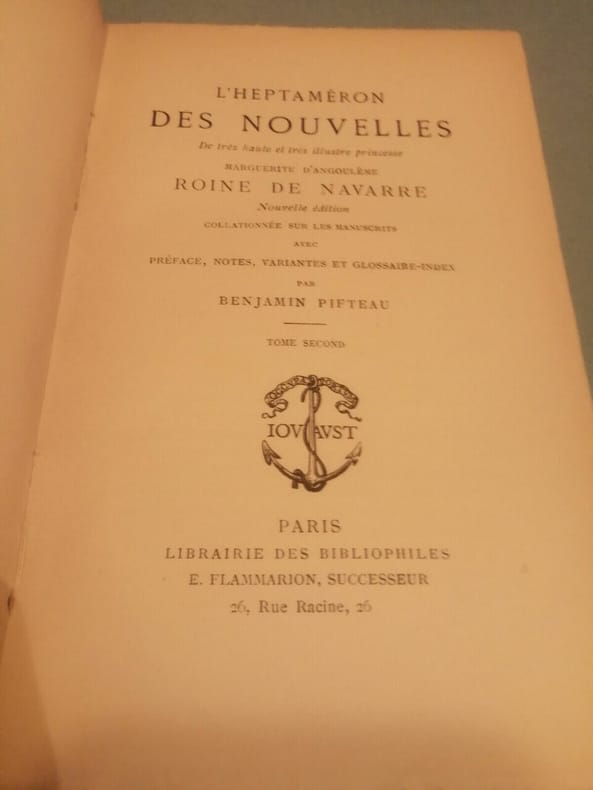 L'HEPTAMÉRON
DES NOUVELLES
De très haute et très illustre princesse
MARGUERITE D'ANGOULÊME
ROINE DE NAVARRE
Nouvelle édition
COLLATIONNÉE SUR LES MANUSCRITS
AVEC
PRÉFACE, NOTES, VARIANTES ET GLOSSAIRE-INDEX
PAR
BENJAMIN PIFTEAU
TOME SECOND
IOV AVST
PARIS
LIBRAIRIE DES BIBLIOPHILES
E. FLAMMARION, SUCCESSEUR
26, Rue Racine, 26